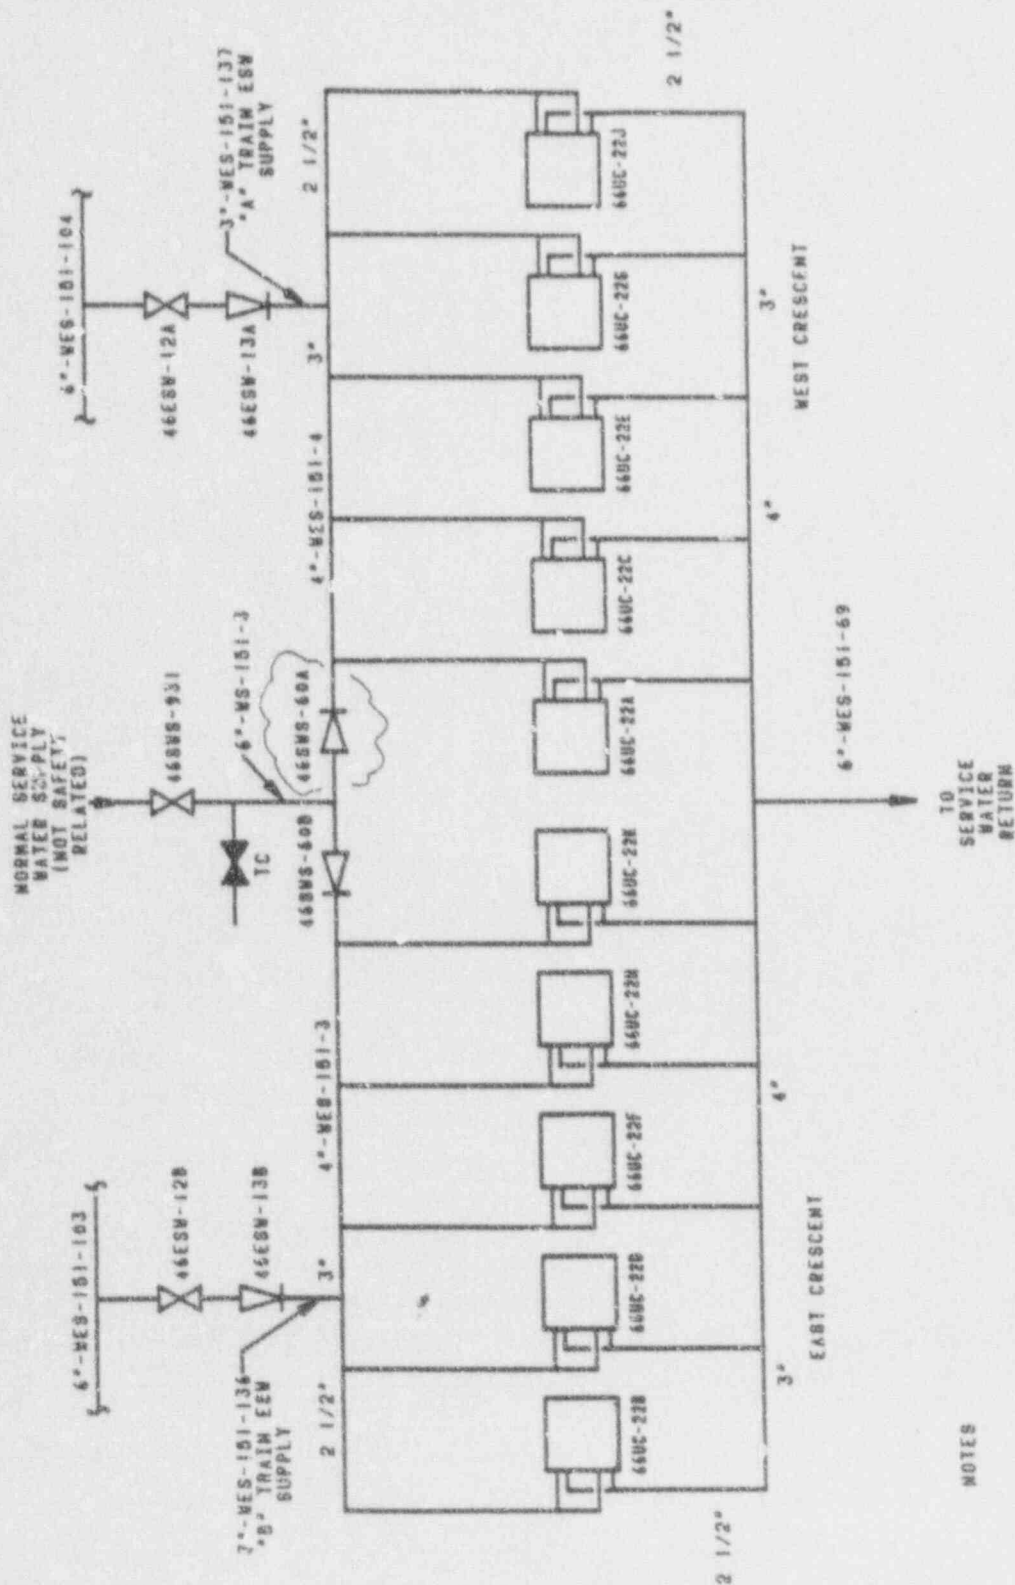 NORMAL SERVICE
WATER SUPPLY
(NOT SAFETY
RELATED)
6"-WES-151-103
46ESW-12B
46ESW-13B
3"-WES-151-136
"B" TRAIN ESW
SUPPLY
46SWS-931
TC
6"-WS-151-3
46SWS-60B
46SWS-60A
6"-WES-151-104
46ESW-12A
46ESW-13A
3"-WES-151-137
"A" TRAIN ESW
SUPPLY
2 1/2"
3"
4"-WES-151-3
4"-WES-151-4
3"
2 1/2"
66UC-22B
66UC-22D
66UC-22F
66UC-22H
66UC-22K
66UC-22A
66UC-22C
66UC-22E
66UC-22G
66UC-22J
2 1/2"
3"
4"
4"
3"
2 1/2"
EAST CRESCENT
WEST CRESCENT
6"-WES-151-69
TO
SERVICE
WATER
RETURN
NOTES